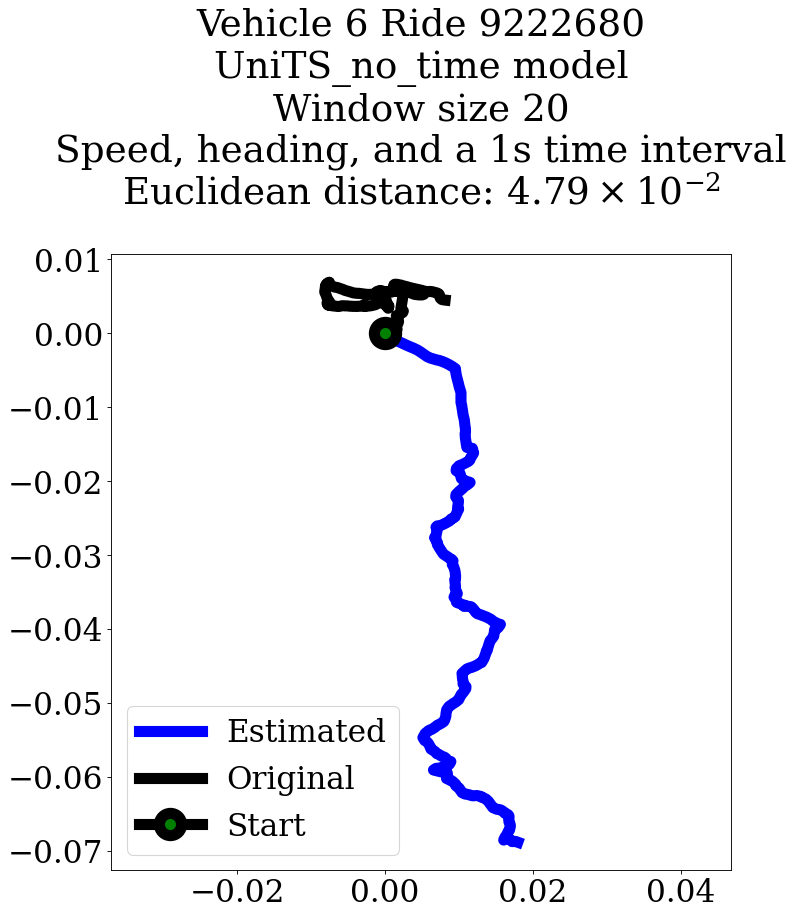 Vehicle 6 Ride 9222680
UniTS_no_time model
Window size 20
Speed, heading, and a 1s time interval
Euclidean distance: 4.79 × 10⁻²
0.01
0.00
−0.01
−0.02
−0.03
−0.04
−0.05
−0.06
−0.07
Estimated
Original
Start
−0.02 0.00 0.02 0.04